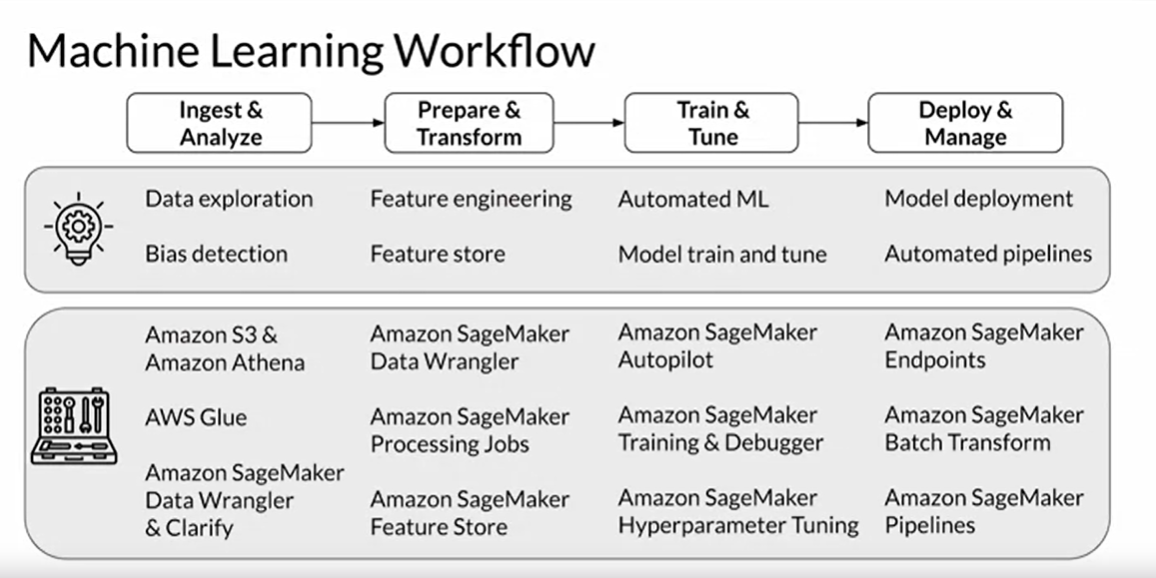 Machine Learning Workflow
Ingest &
Analyze
Prepare &
Transform
Train &
Tune
Deploy &
Manage
Data exploration
Bias detection
Feature engineering
Feature store
Automated ML
Model train and tune
Model deployment
Automated pipelines
Amazon S3 &
Amazon Athena
AWS Glue
Amazon SageMaker
Data Wrangler
& Clarify
Amazon SageMaker
Data Wrangler
Amazon SageMaker
Processing Jobs
Amazon SageMaker
Feature Store
Amazon SageMaker
Autopilot
Amazon SageMaker
Training & Debugger
Amazon SageMaker
Hyperparameter Tuning
Amazon SageMaker
Endpoints
Amazon SageMaker
Batch Transform
Amazon SageMaker
Pipelines